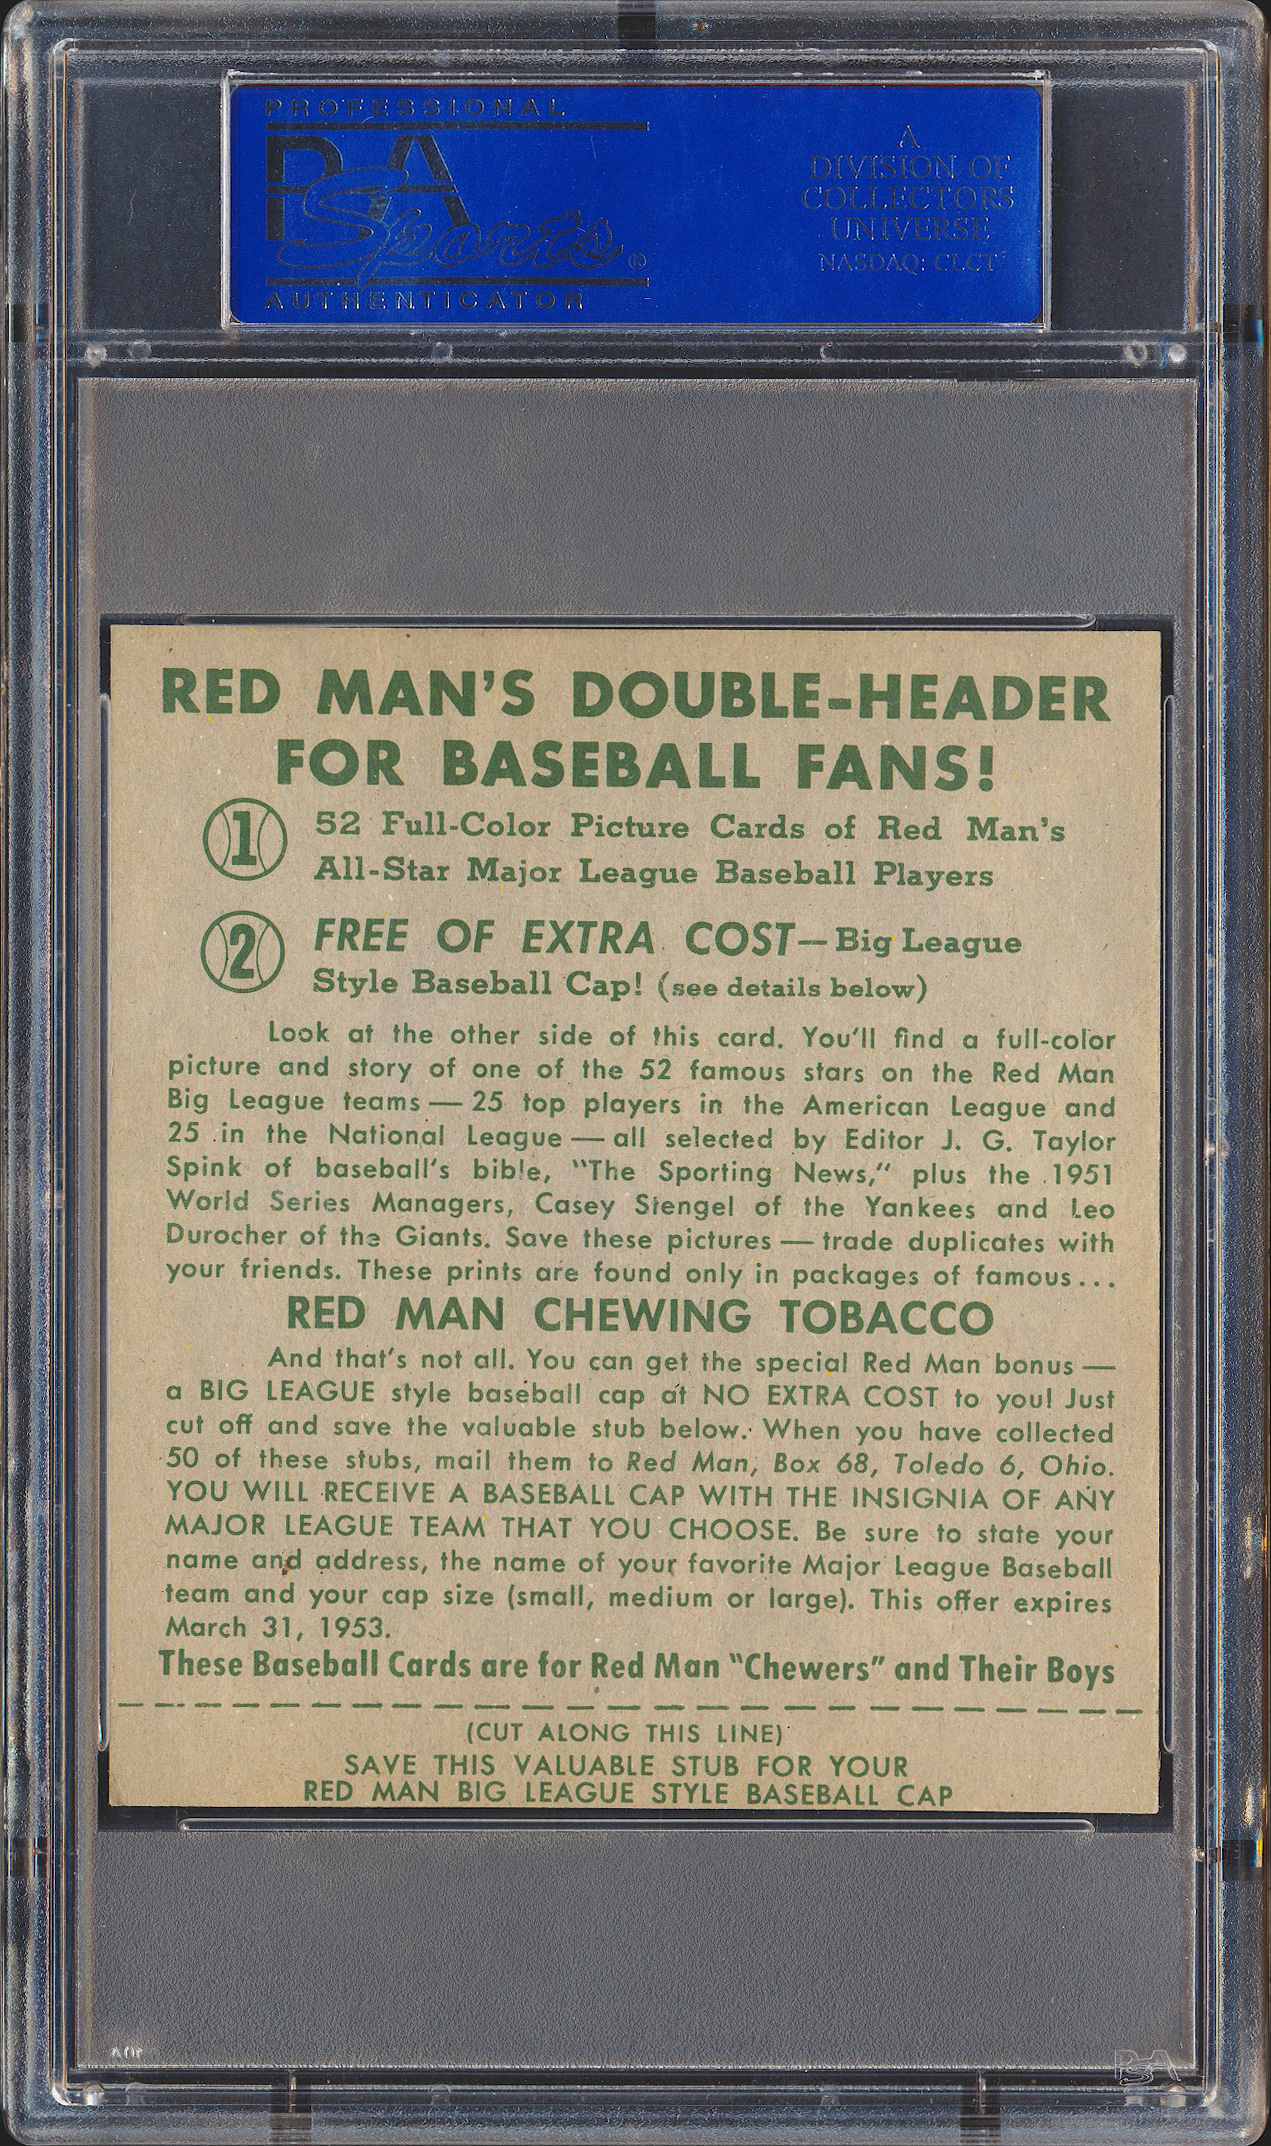 PROFESSIONAL
PSA
Sports®
AUTHENTICATOR
A
DIVISION OF
COLLECTORS
UNIVERSE
NASDAQ: CLCT
RED MAN'S DOUBLE-HEADER
FOR BASEBALL FANS!
1 52 Full-Color Picture Cards of Red Man's
All-Star Major League Baseball Players
2 FREE OF EXTRA COST—Big League
Style Baseball Cap! (see details below)
Look at the other side of this card. You'll find a full-color
picture and story of one of the 52 famous stars on the Red Man
Big League teams — 25 top players in the American League and
25 in the National League — all selected by Editor J. G. Taylor
Spink of baseball's bible, "The Sporting News," plus the 1951
World Series Managers, Casey Stengel of the Yankees and Leo
Durocher of the Giants. Save these pictures — trade duplicates with
your friends. These prints are found only in packages of famous...
RED MAN CHEWING TOBACCO
And that's not all. You can get the special Red Man bonus —
a BIG LEAGUE style baseball cap at NO EXTRA COST to you! Just
cut off and save the valuable stub below. When you have collected
50 of these stubs, mail them to Red Man, Box 68, Toledo 6, Ohio.
YOU WILL RECEIVE A BASEBALL CAP WITH THE INSIGNIA OF ANY
MAJOR LEAGUE TEAM THAT YOU CHOOSE. Be sure to state your
name and address, the name of your favorite Major League Baseball
team and your cap size (small, medium or large). This offer expires
March 31, 1953.
These Baseball Cards are for Red Man "Chewers" and Their Boys
(CUT ALONG THIS LINE)
SAVE THIS VALUABLE STUB FOR YOUR
RED MAN BIG LEAGUE STYLE BASEBALL CAP
PSA